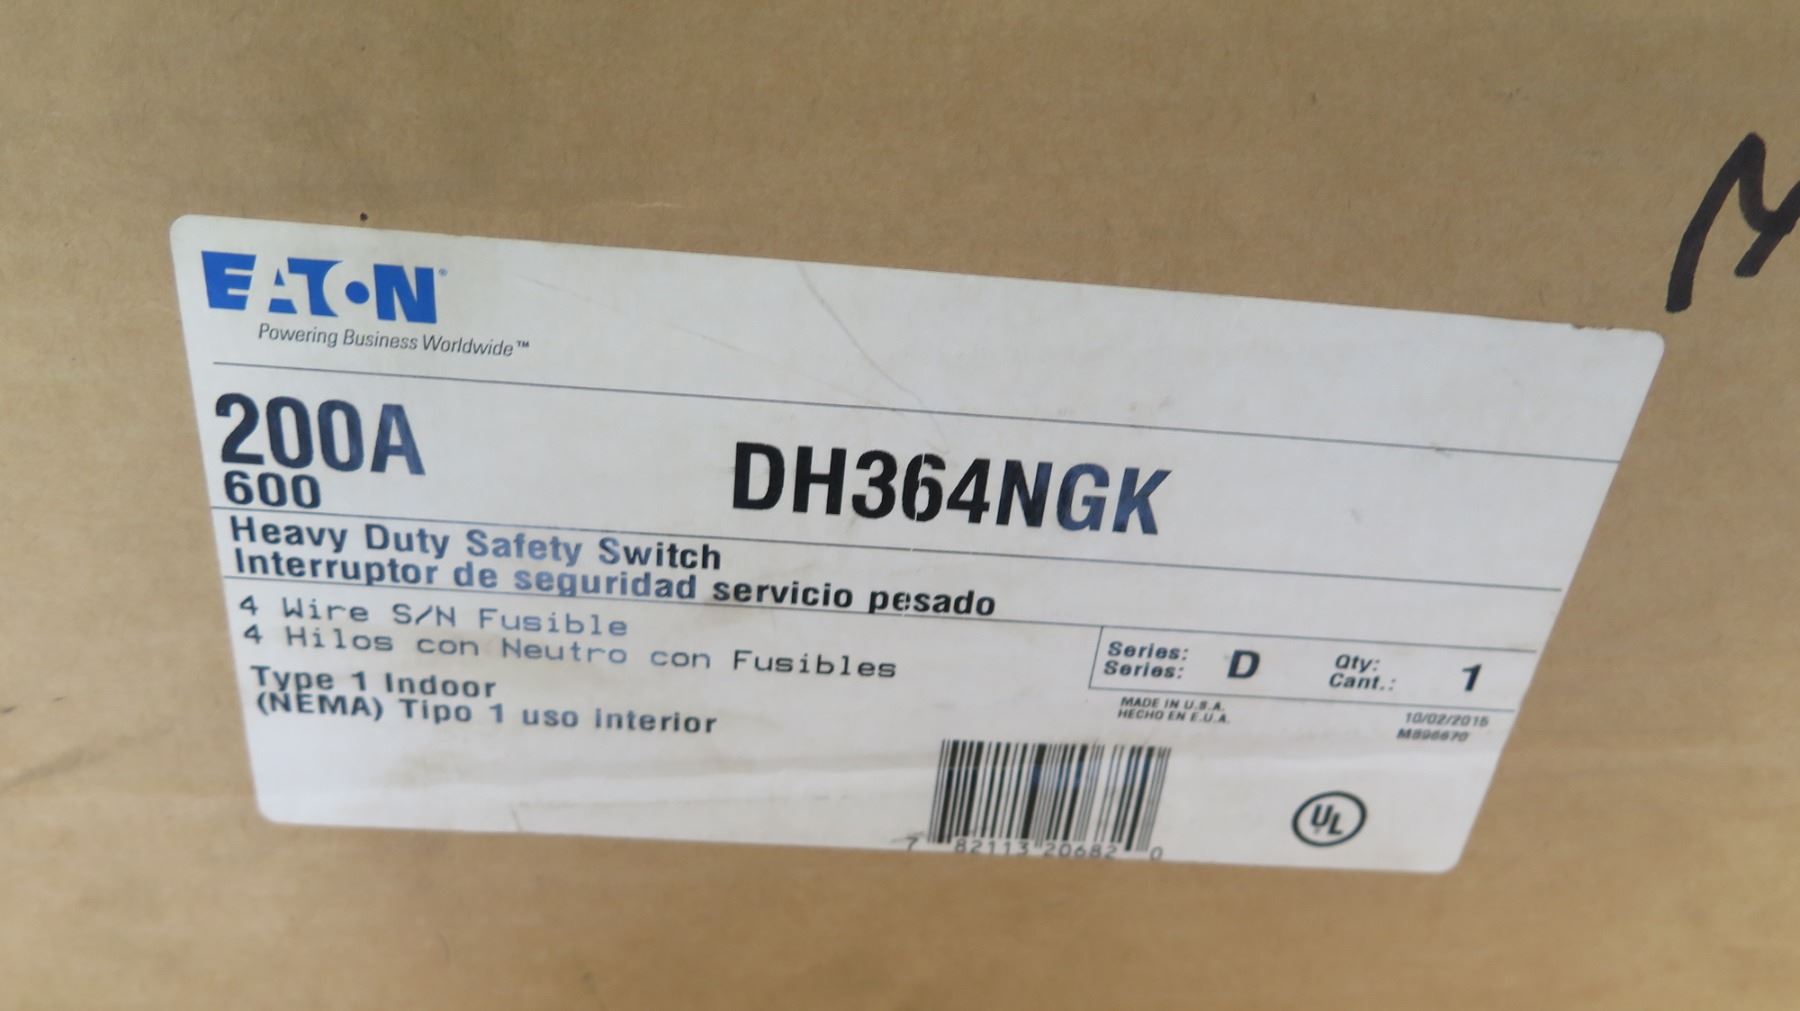 EATON®
Powering Business Worldwide™
200A
600
DH364NGK
Heavy Duty Safety Switch
Interruptor de seguridad servicio pesado
4 Wire S/N Fusible
4 Hilos con Neutro con Fusibles
Type 1 Indoor
(NEMA) Tipo 1 uso interior
Series: D Qty: 1
Series: Cant.:
MADE IN U.S.A.
HECHO EN E.U.A.
10/02/2015
7 82113 20682 0
UL